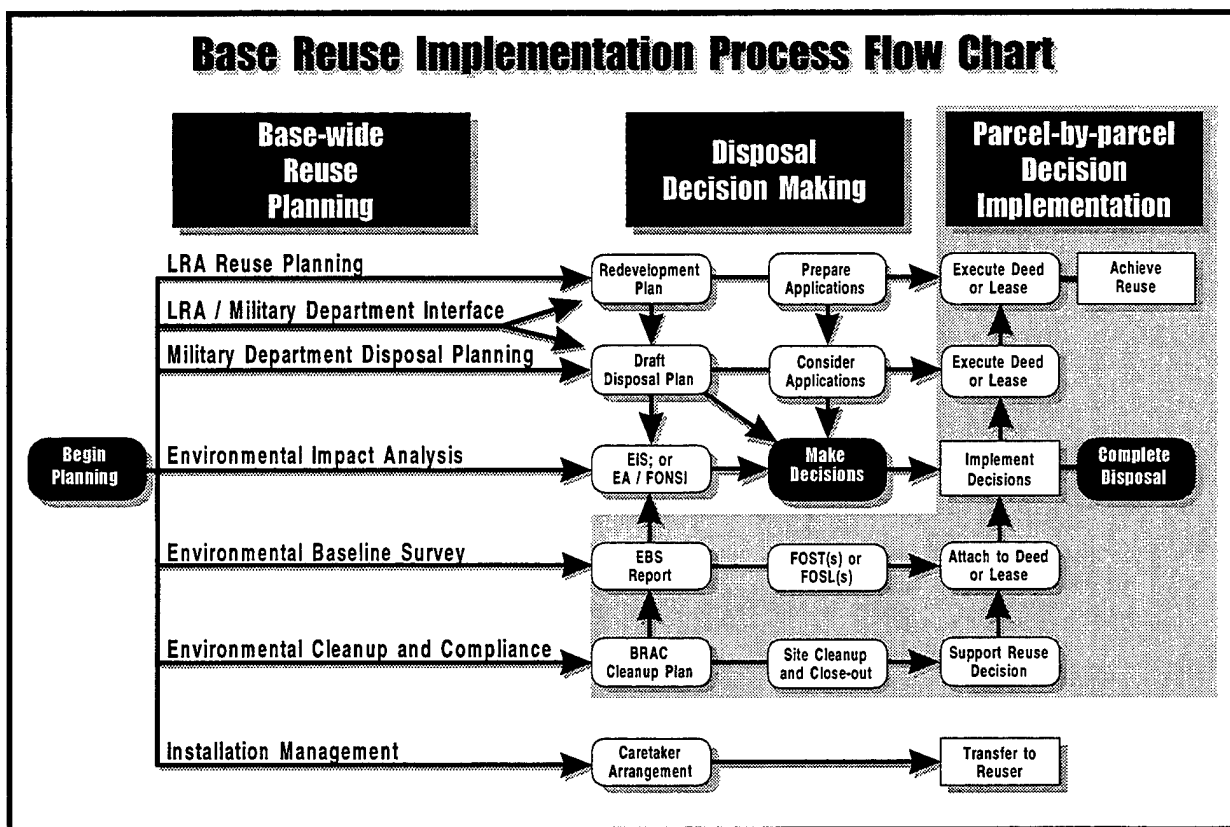 Base Reuse Implementation Process Flow Chart
Base-wide
Reuse
Planning
Disposal
Decision Making
Parcel-by-parcel
Decision
Implementation
LRA Reuse Planning
Redevelopment
Plan
Prepare
Applications
Execute Deed
or Lease
Achieve
Reuse
LRA / Military Department Interface
Military Department Disposal Planning
Draft
Disposal Plan
Consider
Applications
Execute Deed
or Lease
Begin
Planning
Environmental Impact Analysis
EIS; or
EA / FONSI
Make
Decisions
Implement
Decisions
Complete
Disposal
Environmental Baseline Survey
EBS
Report
FOST(s) or
FOSL(s)
Attach to Deed
or Lease
Environmental Cleanup and Compliance
BRAC
Cleanup Plan
Site Cleanup
and Close-out
Support Reuse
Decision
Installation Management
Caretaker
Arrangement
Transfer to
Reuser